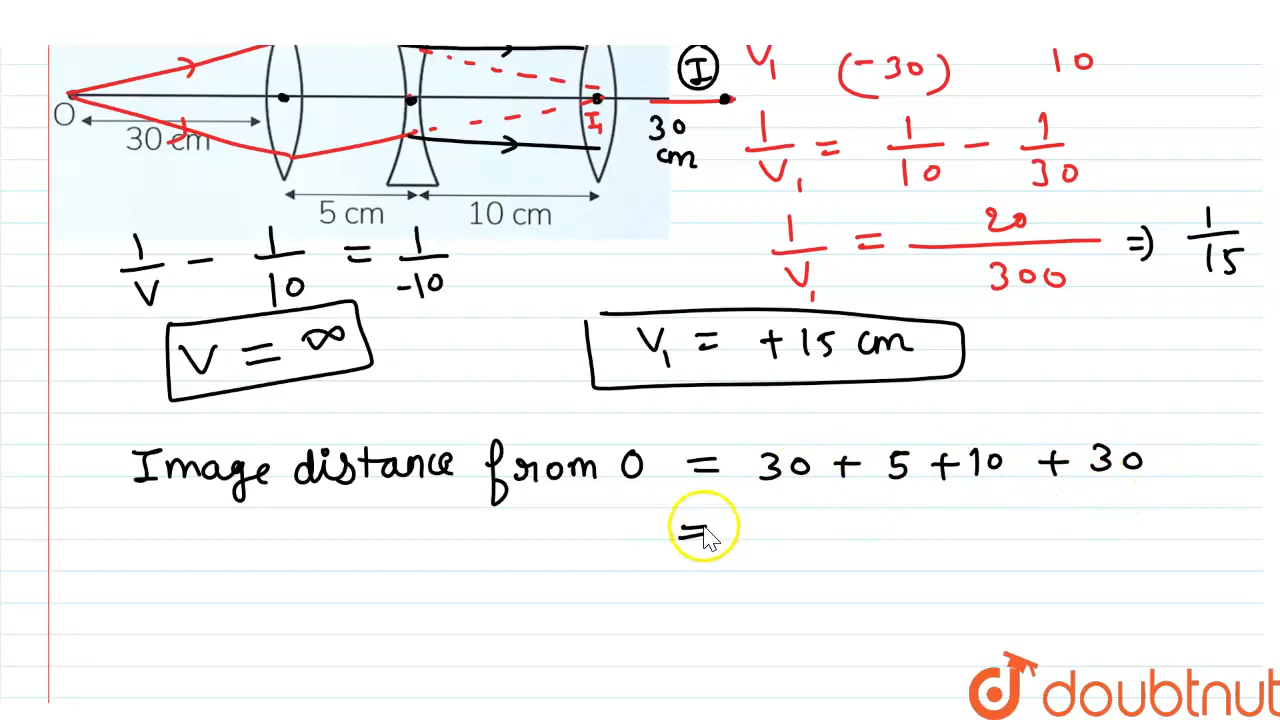 I
V₁ (-30) 10
O
30 cm
I₁
30 cm
1/V₁ = 1/10 - 1/30
5 cm
10 cm
1/V₁ = 20/300 => 1/15
1/V - 1/10 = 1/-10
V = ∞
V₁ = +15 cm
Image distance from O = 30 + 5 + 10 + 30
=
doubtnut